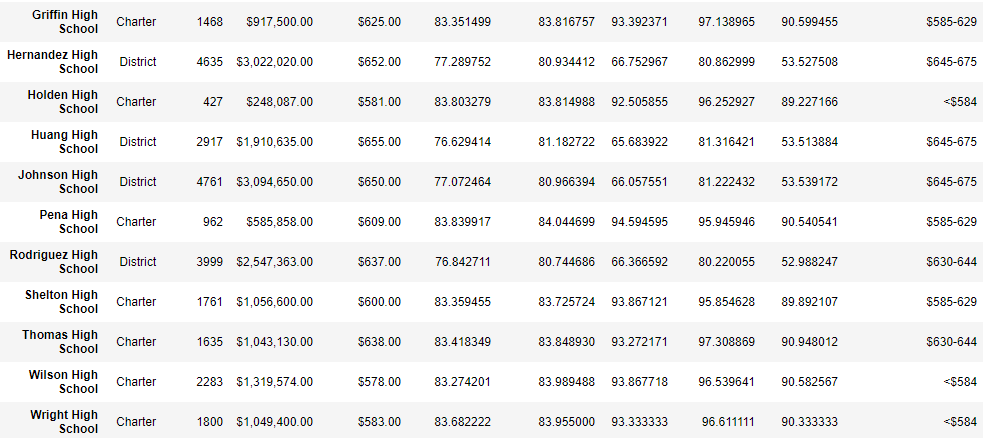 Griffin High School Charter 1468 $917,500.00 $625.00 83.351499 83.816757 93.392371 97.138965 90.599455 $585-629
Hernandez High School District 4635 $3,022,020.00 $652.00 77.289752 80.934412 66.752967 80.862999 53.527508 $645-675
Holden High School Charter 427 $248,087.00 $581.00 83.803279 83.814988 92.505855 96.252927 89.227166 <$584
Huang High School District 2917 $1,910,635.00 $655.00 76.629414 81.182722 65.683922 81.316421 53.513884 $645-675
Johnson High School District 4761 $3,094,650.00 $650.00 77.072464 80.966394 66.057551 81.222432 53.539172 $645-675
Pena High School Charter 962 $585,858.00 $609.00 83.839917 84.044699 94.594595 95.945946 90.540541 $585-629
Rodriguez High School District 3999 $2,547,363.00 $637.00 76.842711 80.744686 66.366592 80.220055 52.988247 $630-644
Shelton High School Charter 1761 $1,056,600.00 $600.00 83.359455 83.725724 93.867121 95.854628 89.892107 $585-629
Thomas High School Charter 1635 $1,043,130.00 $638.00 83.418349 83.848930 93.272171 97.308869 90.948012 $630-644
Wilson High School Charter 2283 $1,319,574.00 $578.00 83.274201 83.989488 93.867718 96.539641 90.582567 <$584
Wright High School Charter 1800 $1,049,400.00 $583.00 83.682222 83.955000 93.333333 96.611111 90.333333 <$584